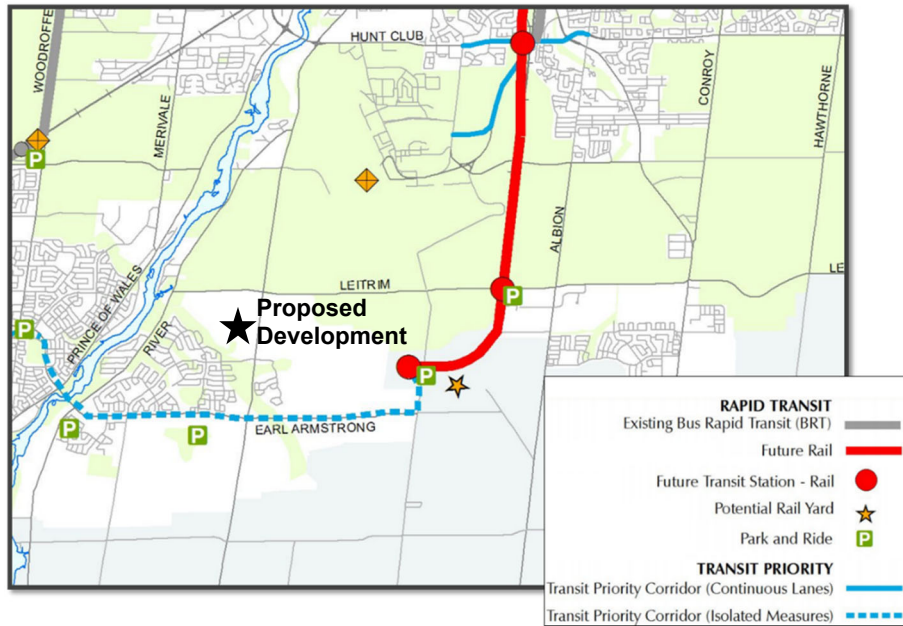 HUNT CLUB
WOODROFFE
MERIVALE
CONROY
HAWTHORNE
P
ALBION
LEITRIM
LE
P
PRINCE OF WALES
RIVER
Proposed
Development
P
P
P
P
EARL ARMSTRONG
RAPID TRANSIT
Existing Bus Rapid Transit (BRT)
Future Rail
Future Transit Station - Rail
Potential Rail Yard
P Park and Ride
TRANSIT PRIORITY
Transit Priority Corridor (Continuous Lanes)
Transit Priority Corridor (Isolated Measures)